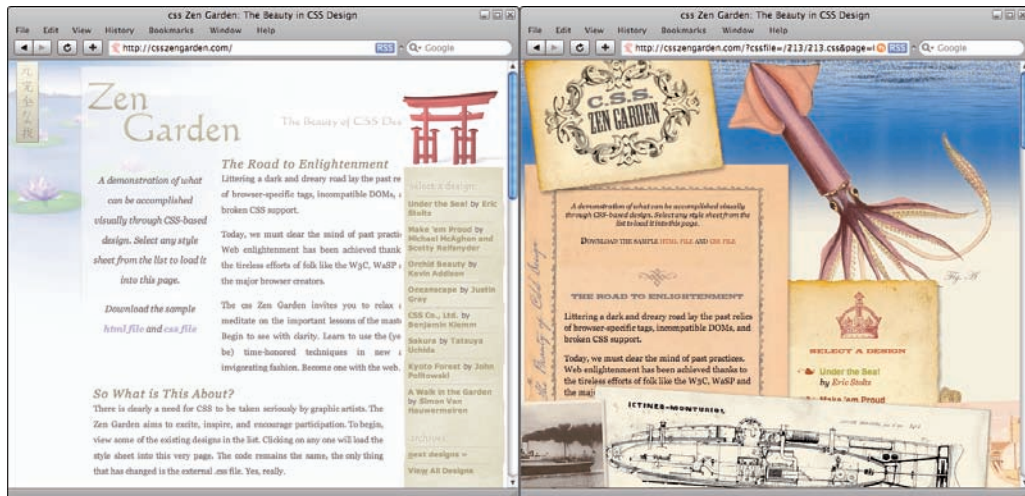 css Zen Garden: The Beauty in CSS Design
File Edit View History Bookmarks Window Help
http://csszengarden.com/ RSS Google
Zen
Garden
The Beauty of CSS Des
The Road to Enlightenment
A demonstration of what
can be accomplished
visually through CSS-based
design. Select any style
sheet from the list to load it
into this page.
Download the sample
html file and css file
Littering a dark and dreary road lay the past re
of browser-specific tags, incompatible DOMs, a
broken CSS support.
Today, we must clear the mind of past practic
Web enlightenment has been achieved thank
the tireless efforts of folk like the W3C, WaSP a
the major browser creators.
The css Zen Garden invites you to relax a
meditate on the important lessons of the mast
Begin to see with clarity. Learn to use the (ye
be) time-honored techniques in new a
invigorating fashion. Become one with the web.
So What is This About?
There is clearly a need for CSS to be taken seriously by graphic artists. The
Zen Garden aims to excite, inspire, and encourage participation. To begin,
view some of the existing designs in the list. Clicking on any one will load the
style sheet into this very page. The code remains the same, the only thing
that has changed is the external .css file. Yes, really.
select a design:
Under the Sea! by Eric
Stoltz
Make 'em Proud by
Michael McAghon and
Scotty Reifsnyder
Orchid Beauty by
Kevin Addison
Oceanscape by Justin
Gray
CSS Co., Ltd. by
Benjamin Klemm
Sakura by Tatsuya
Uchida
Kyoto Forest by John
Politowski
A Walk in the Garden
by Simon Van
Hauwermeiren
archives:
next designs »
View All Designs
css Zen Garden: The Beauty in CSS Design
File Edit View History Bookmarks Window Help
http://csszengarden.com/?cssfile=/213/213.css&page= RSS Google
C.S.S.
ZEN GARDEN
A demonstration of what can be accomplished visually
through CSS-based design. Select any style sheet from the
list to load it into this page.
DOWNLOAD THE SAMPLE HTML FILE AND CSS FILE
the Beauty of CSS Design
THE ROAD TO ENLIGHTENMENT
Littering a dark and dreary road lay the past relics
of browser-specific tags, incompatible DOMs, and
broken CSS support.
Today, we must clear the mind of past practices.
Web enlightenment has been achieved thanks to
the tireless efforts of folk like the W3C, WaSP and
the maj
Fig.
SELECT A DESIGN
Under the Sea!
by Eric Stoltz
Make 'em Proud
ICTINEO-MONTURIOL